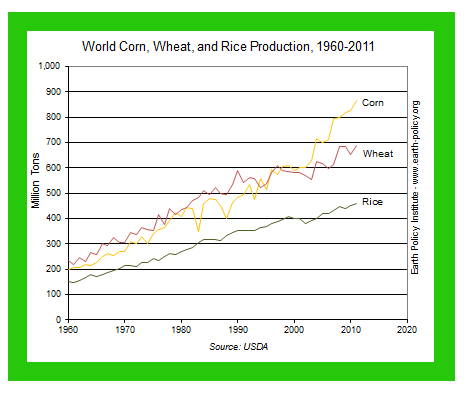 World Corn, Wheat, and Rice Production, 1960-2011
1,000
900
800
700
600
500
400
300
200
100
0
Million Tons
Corn
Wheat
Rice
1960
1970
1980
1990
2000
2010
2020
Source: USDA
Earth Policy Institute - www.earth-policy.org